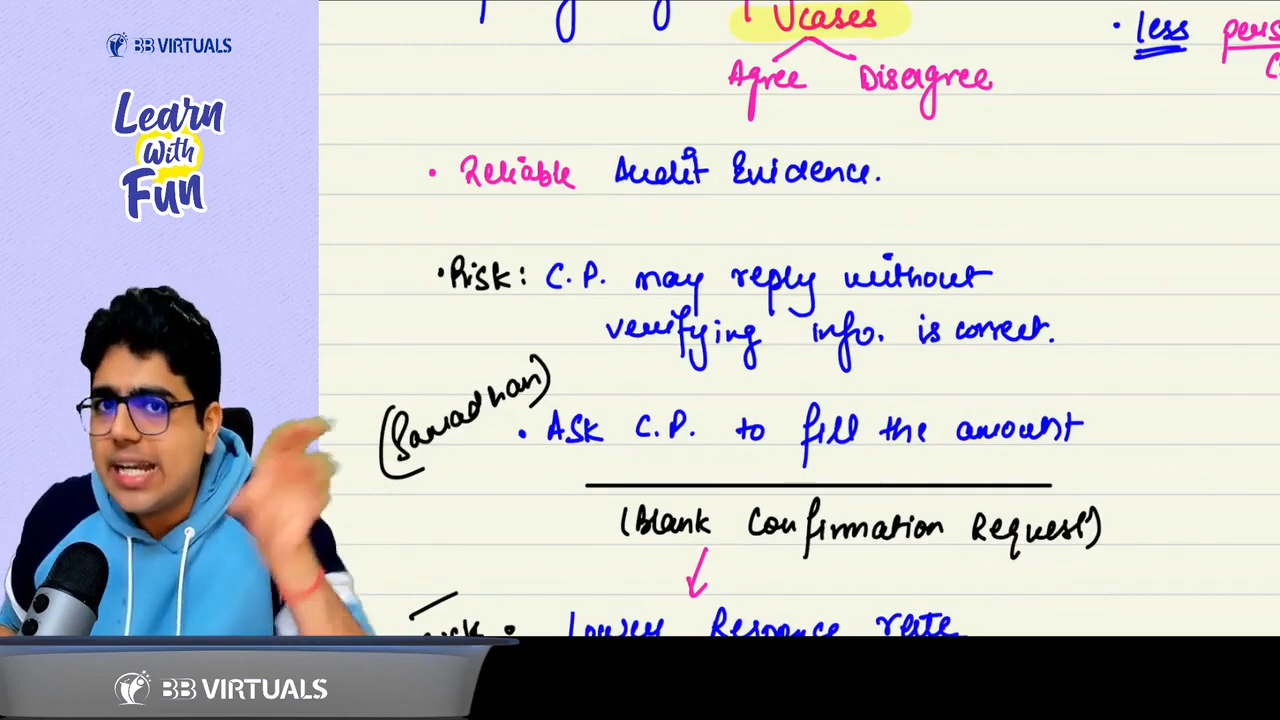 BB VIRTUALS
Learn
With
Fun
cases
Agree Disagree
• less
• Reliable Audit Evidence.
• Risk: C.P. may reply without
verifying info. is correct.
(Samadhan)
• Ask C.P. to fill the amount
(Blank Confirmation Request)
Lower Response rate
BB VIRTUALS